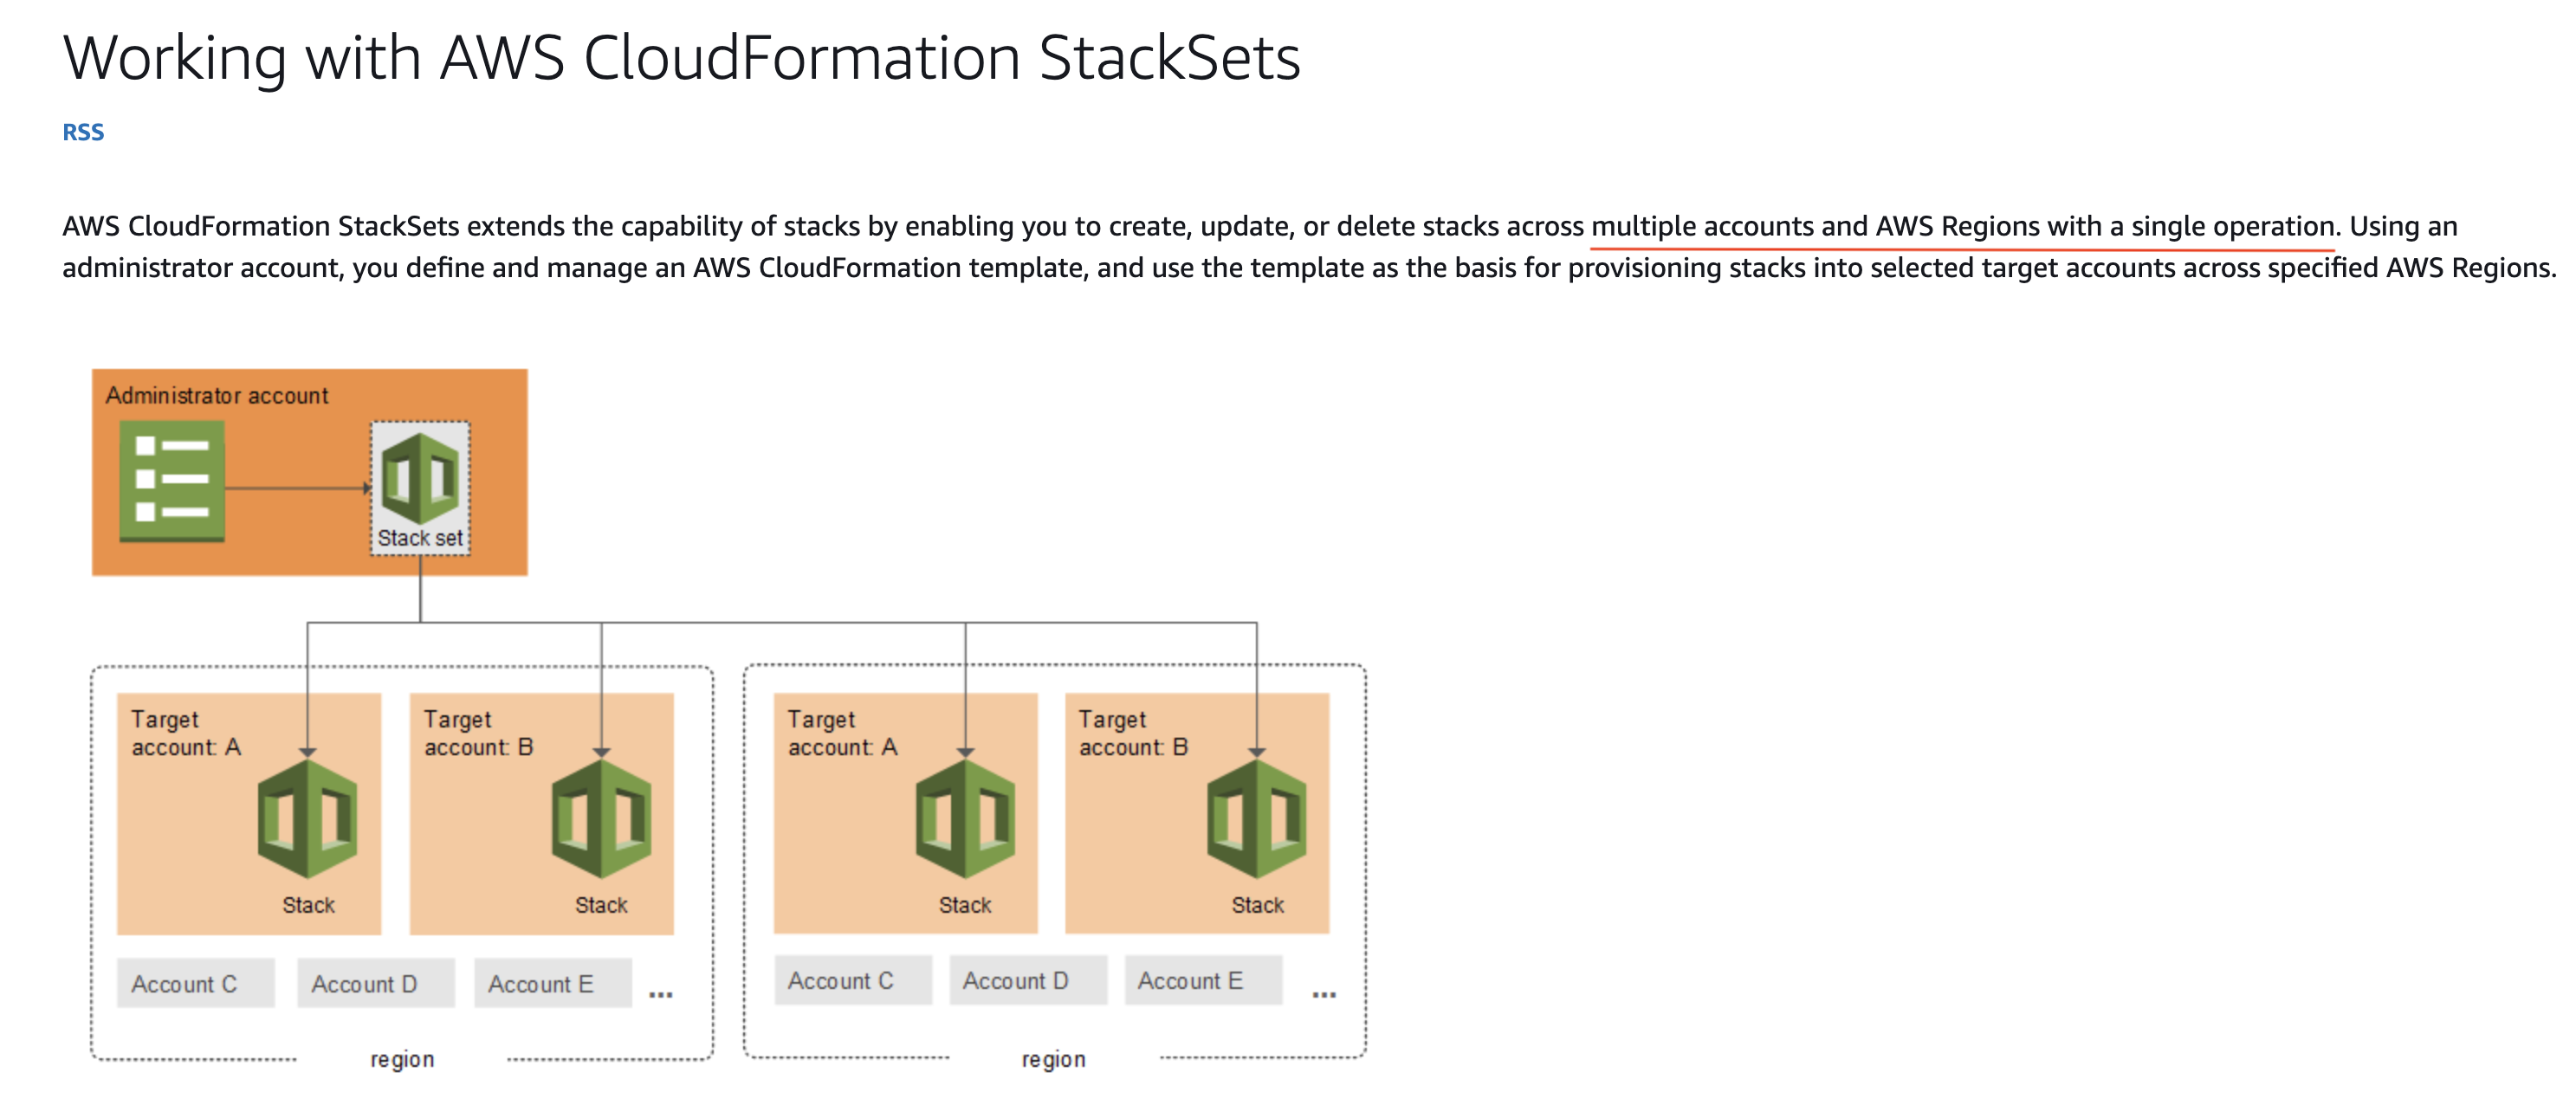 Working with AWS CloudFormation StackSets
RSS
AWS CloudFormation StackSets extends the capability of stacks by enabling you to create, update, or delete stacks across multiple accounts and AWS Regions with a single operation. Using an
administrator account, you define and manage an AWS CloudFormation template, and use the template as the basis for provisioning stacks into selected target accounts across specified AWS Regions.
Administrator account
Stack set
Target
account: A
Stack
Target
account: B
Stack
Account C
Account D
Account E
...
region
Target
account: A
Stack
Target
account: B
Stack
Account C
Account D
Account E
...
region